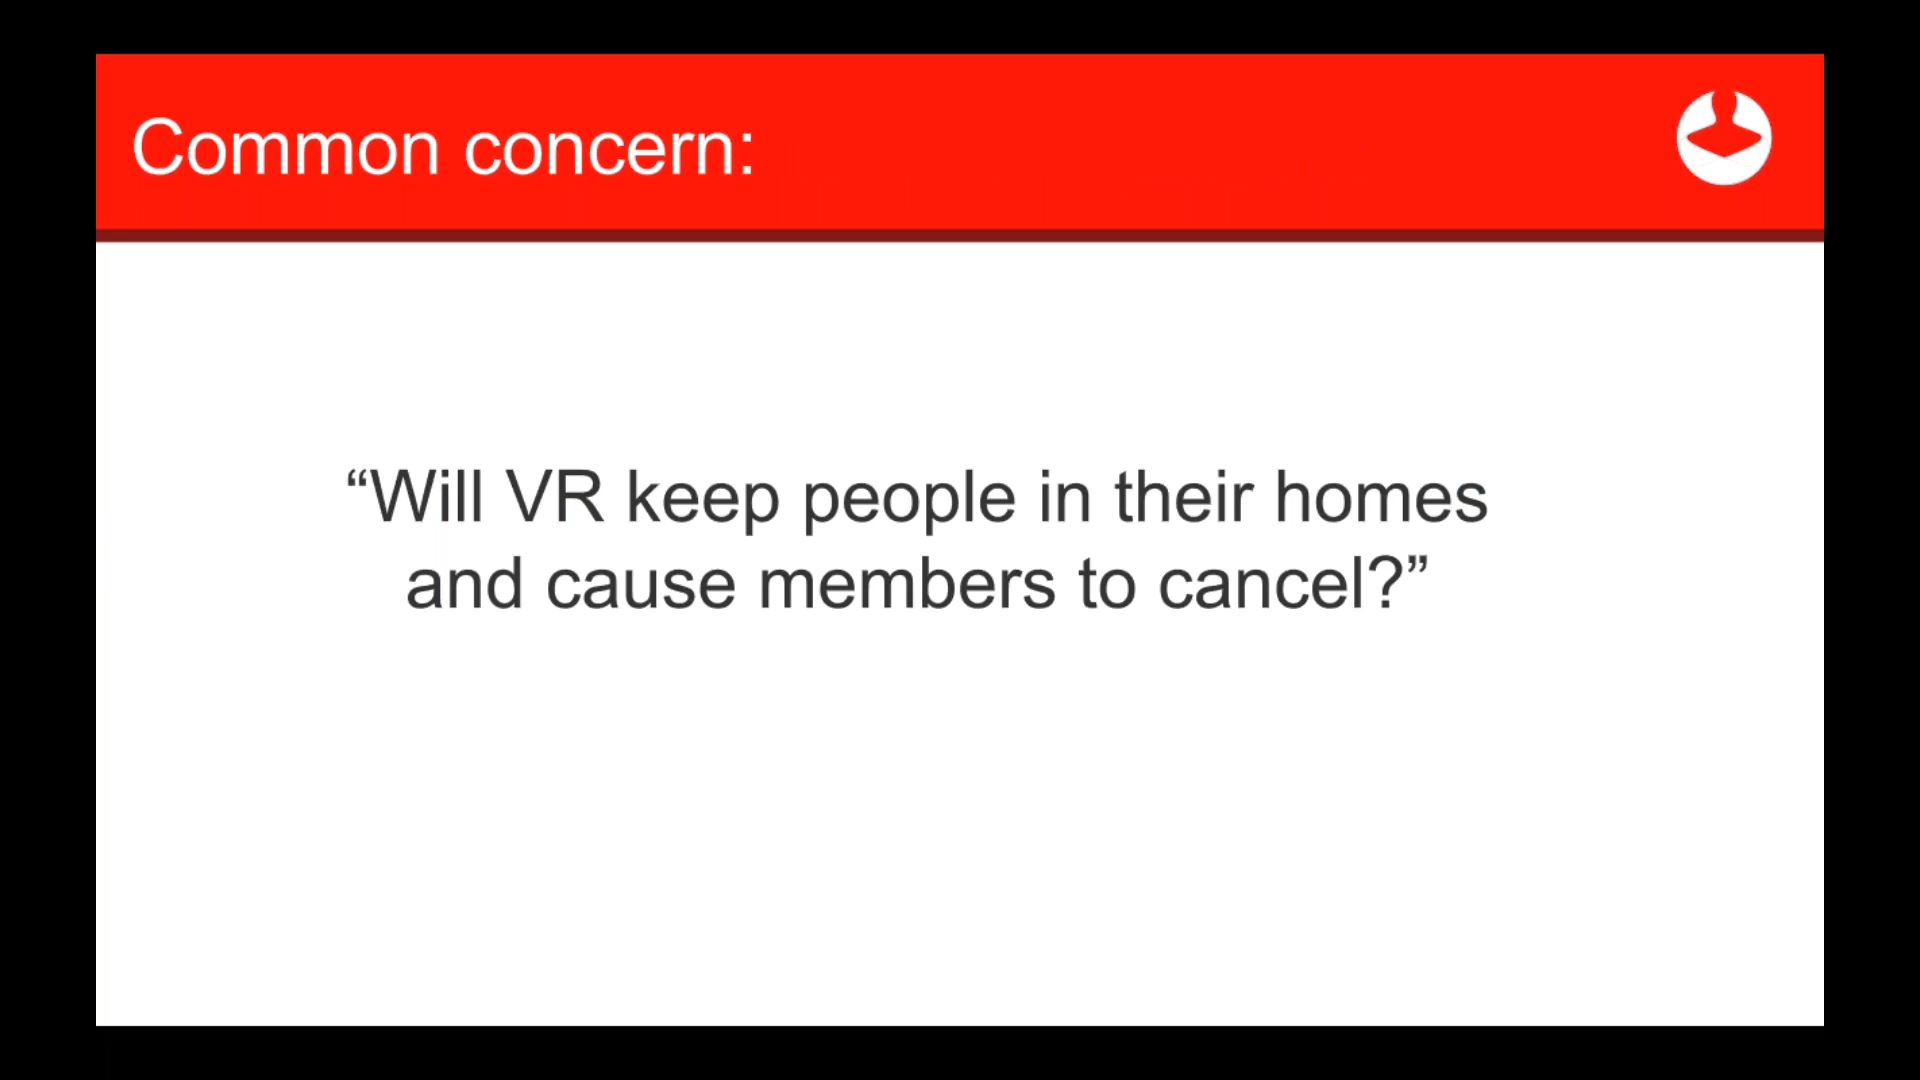 Common concern:
“Will VR keep people in their homes
and cause members to cancel?”